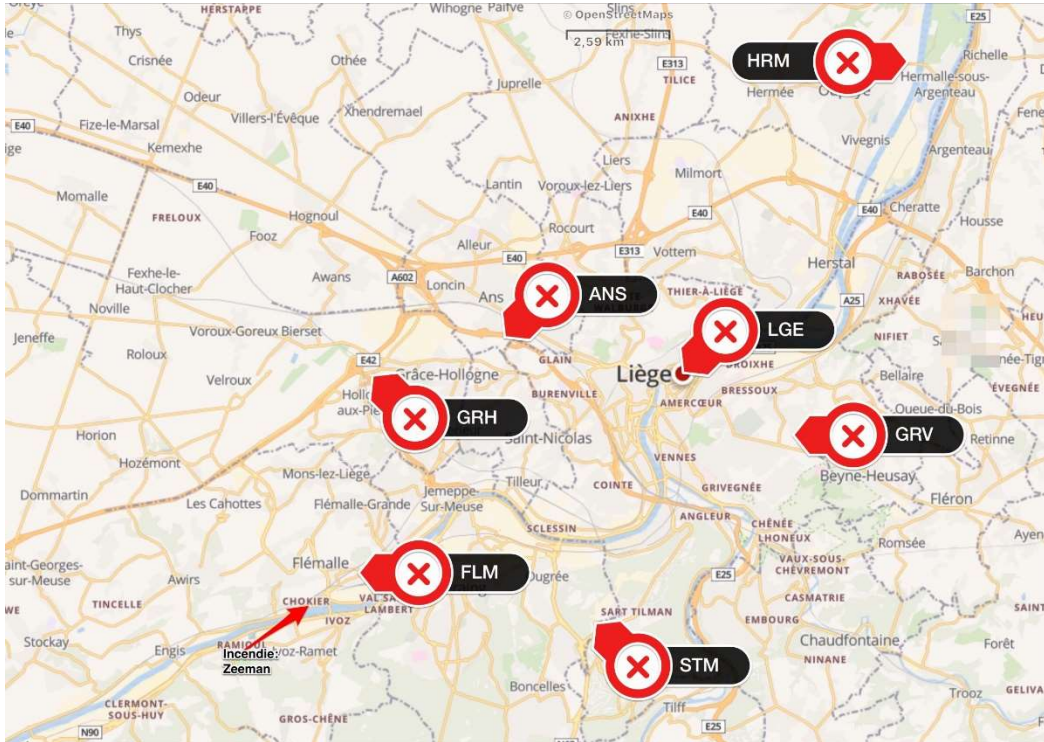 HERSTAPPE
Wihogne
Paifve
Slins
© OpenStreetMaps
2,59 km
Fexhe-Slin
E25
Thys
Crisnée
Othée
Juprelle
E313
TILICE
HRM
Richelle
Hermalle-sous-
Argenteau
Hermée
Odeur
Xhendremael
Villers-l'Évêque
ANIXHE
E40
Fize-le-Marsal
Kemexhe
Vivegnis
Argenteau
Liers
Milmort
Lantin
Voroux-lez-Liers
E40
Momalle
FRELOUX
Hognoul
Fooz
Rocourt
E40
E40
Cheratte
Housse
Alleur
E40
E313
Vottem
Herstal
Fexhe-le-
Haut-Clocher
Awans
A602
Loncin
Ans
ANS
THIER-À-LIÈGE
RABOSÉE
Barchon
Noville
A25
XHAVÉE
Jeneffe
Voroux-Goreux
Bierset
LGE
NIFIET
Roloux
E42
GLAIN
DROIXHE
Velroux
Grâce-Hollogne
Liège
BRESSOUX
Bellaire
BURENVILLE
AMERCŒUR
GRH
Saint-Nicolas
GRV
Queue-du-Bois
Retinne
Horion
Hozémont
VENNES
Mons-lez-Liège
Tilleur
COINTE
GRIVEGNÉE
Beyne-Heusay
Dommartin
Les Cahottes
Flémalle-Grande
Jemeppe-
Sur-Meuse
Fléron
SCLESSIN
ANGLEUR
CHÊNÉE
LHONEUX
Romsée
Saint-Georges-
sur-Meuse
Awirs
Flémalle
FLM
Ougrée
E25
VAUX-SOUS-
CHÈVREMONT
TINCELLE
CHOKIER
LAMBERT
IVOZ
SART TILMAN
CASMATRIE
EMBOURG
Stockay
Engis
RAMIOUL
Incendie:
Zeeman
Chaudfontaine
NINANE
Forêt
STM
CLERMONT-
SOUS-HUY
Boncelles
Tilff
Trooz
N90
GROS-CHÊNE
E25